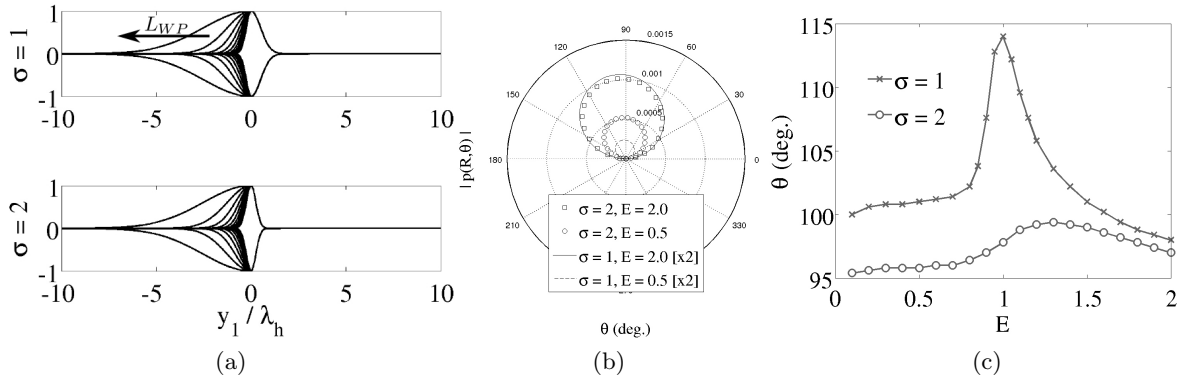 σ = 1
1
0
-1
L_WP
-10
-5
0
5
10
σ = 2
1
0
-1
-10
-5
0
5
10
y_1 / λ_h
(a)
| p(R,θ) |
90
0.0015
120
60
0.001
150
30
0.0005
180
0
210
330
σ = 2, E = 2.0
σ = 2, E = 0.5
σ = 1, E = 2.0 [x2]
σ = 1, E = 0.5 [x2]
θ (deg.)
(b)
θ (deg.)
115
110
105
100
95
σ = 1
σ = 2
0
0.5
1
1.5
2
E
(c)